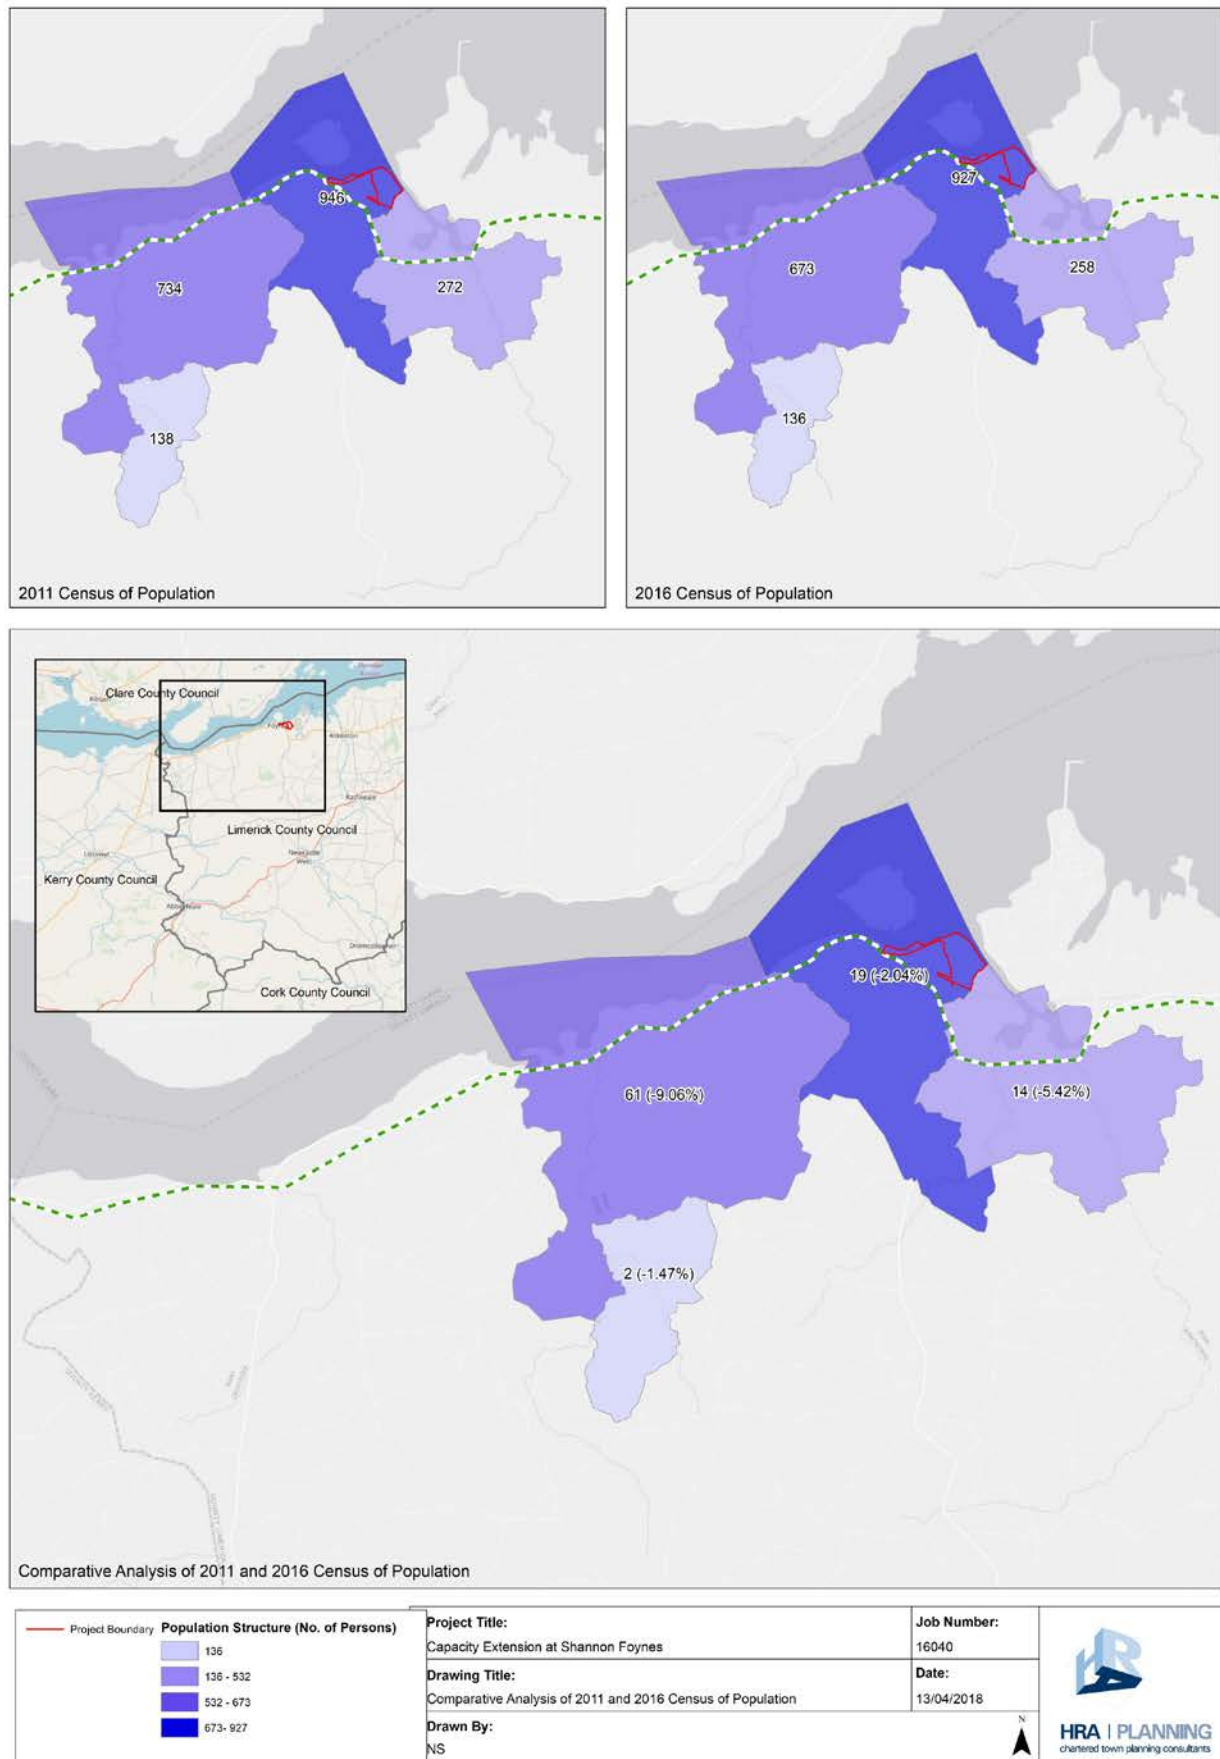 946
734
272
138
2011 Census of Population
927
673
258
136
2016 Census of Population
Clare County Council
Limerick County Council
Kerry County Council
Cork County Council
19 (-2.04%)
61 (-9.06%)
14 (-5.42%)
2 (-1.47%)
Comparative Analysis of 2011 and 2016 Census of Population
Project Boundary
Population Structure (No. of Persons)
136
136 - 532
532 - 673
673- 927
Project Title:
Capacity Extension at Shannon Foynes
Drawing Title:
Comparative Analysis of 2011 and 2016 Census of Population
Drawn By:
NS
Job Number:
16040
Date:
13/04/2018
N
HRA
HRA | PLANNING
chartered town planning consultants